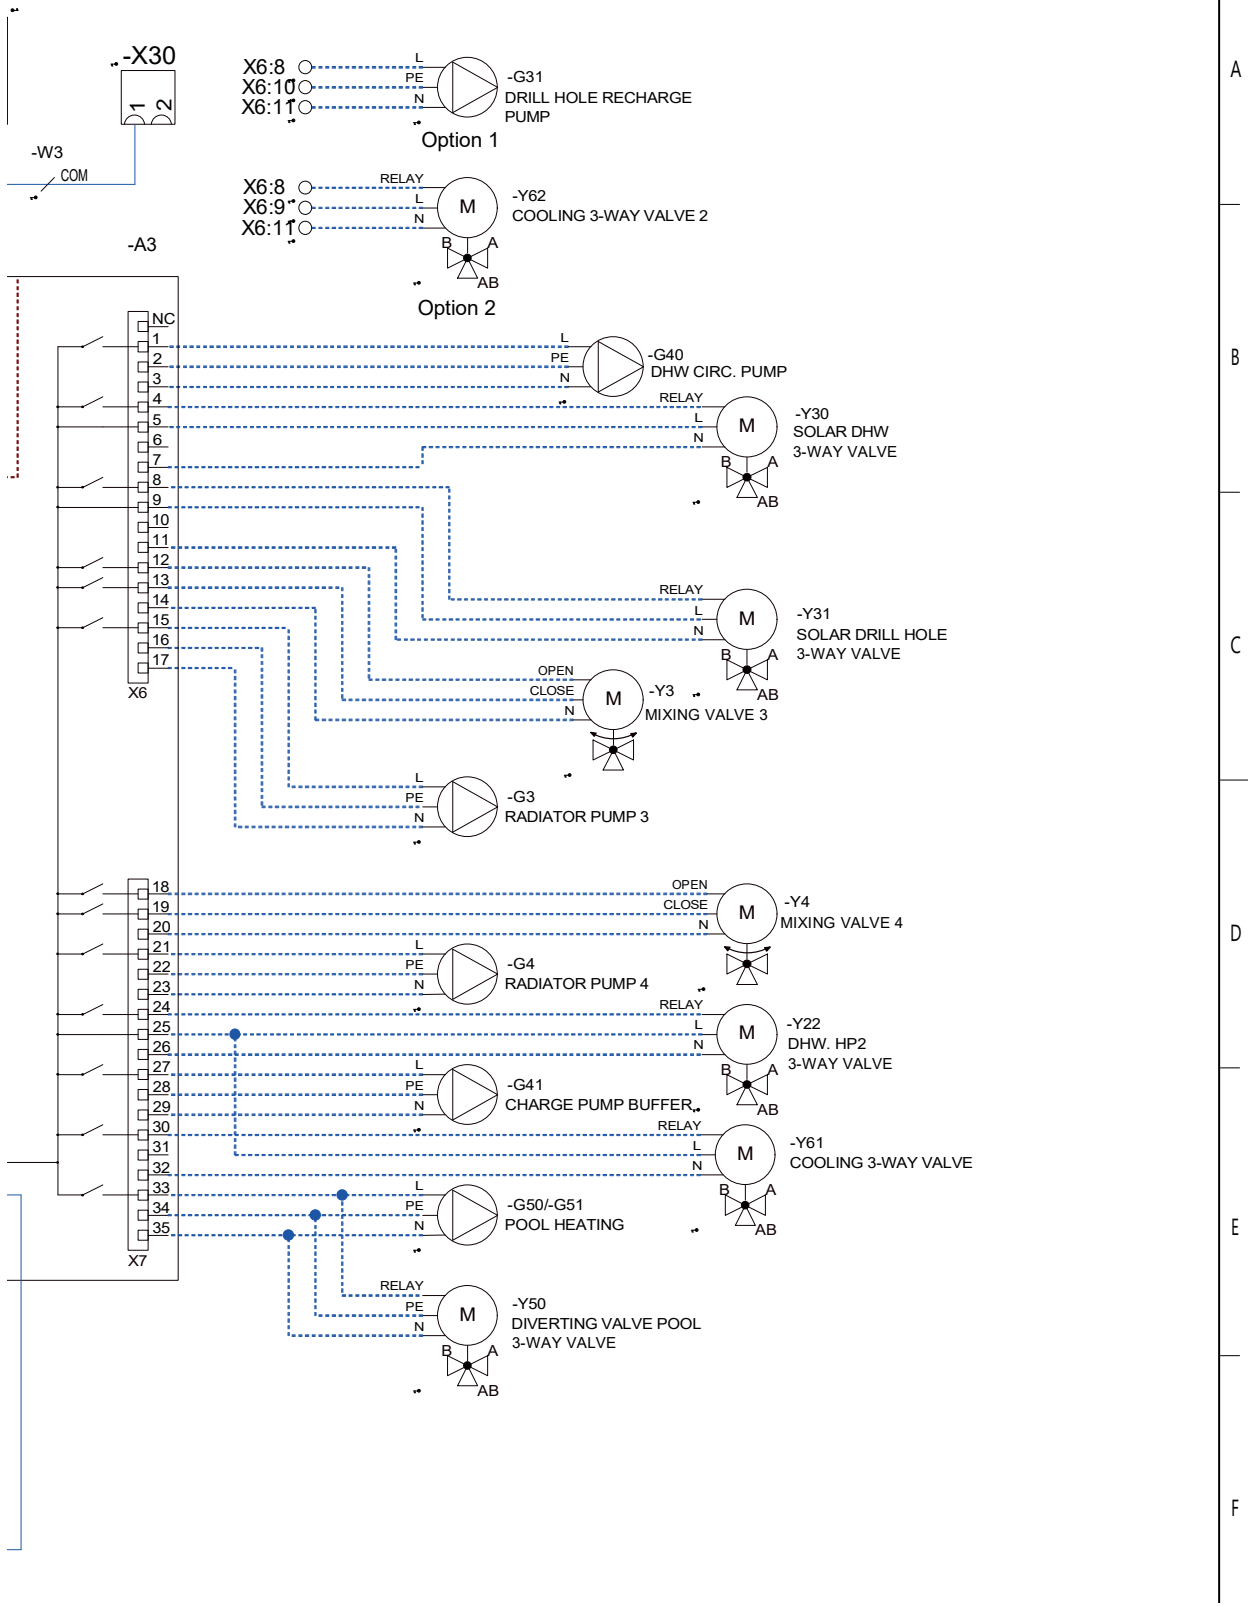 -X30
1
2
-W3
COM
X6:8
X6:10
X6:11
L
PE
N
-G31
DRILL HOLE RECHARGE
PUMP
Option 1
X6:8
X6:9
X6:11
RELAY
L
N
M
B
A
AB
-Y62
COOLING 3-WAY VALVE 2
Option 2
-A3
NC
1
2
3
4
5
6
7
8
9
10
11
12
13
14
15
16
17
X6
L
PE
N
-G40
DHW CIRC. PUMP
RELAY
L
N
M
B
A
AB
-Y30
SOLAR DHW
3-WAY VALVE
RELAY
L
N
M
B
A
AB
-Y31
SOLAR DRILL HOLE
3-WAY VALVE
OPEN
CLOSE
N
M
-Y3
MIXING VALVE 3
L
PE
N
-G3
RADIATOR PUMP 3
18
19
20
21
22
23
24
25
26
27
28
29
30
31
32
33
34
35
X7
OPEN
CLOSE
N
M
-Y4
MIXING VALVE 4
L
PE
N
-G4
RADIATOR PUMP 4
RELAY
L
N
M
B
A
AB
-Y22
DHW. HP2
3-WAY VALVE
L
PE
N
-G41
CHARGE PUMP BUFFER
RELAY
L
N
M
B
A
AB
-Y61
COOLING 3-WAY VALVE
L
PE
N
-G50/-G51
POOL HEATING
RELAY
PE
N
M
B
A
AB
-Y50
DIVERTING VALVE POOL
3-WAY VALVE
A
B
C
D
E
F